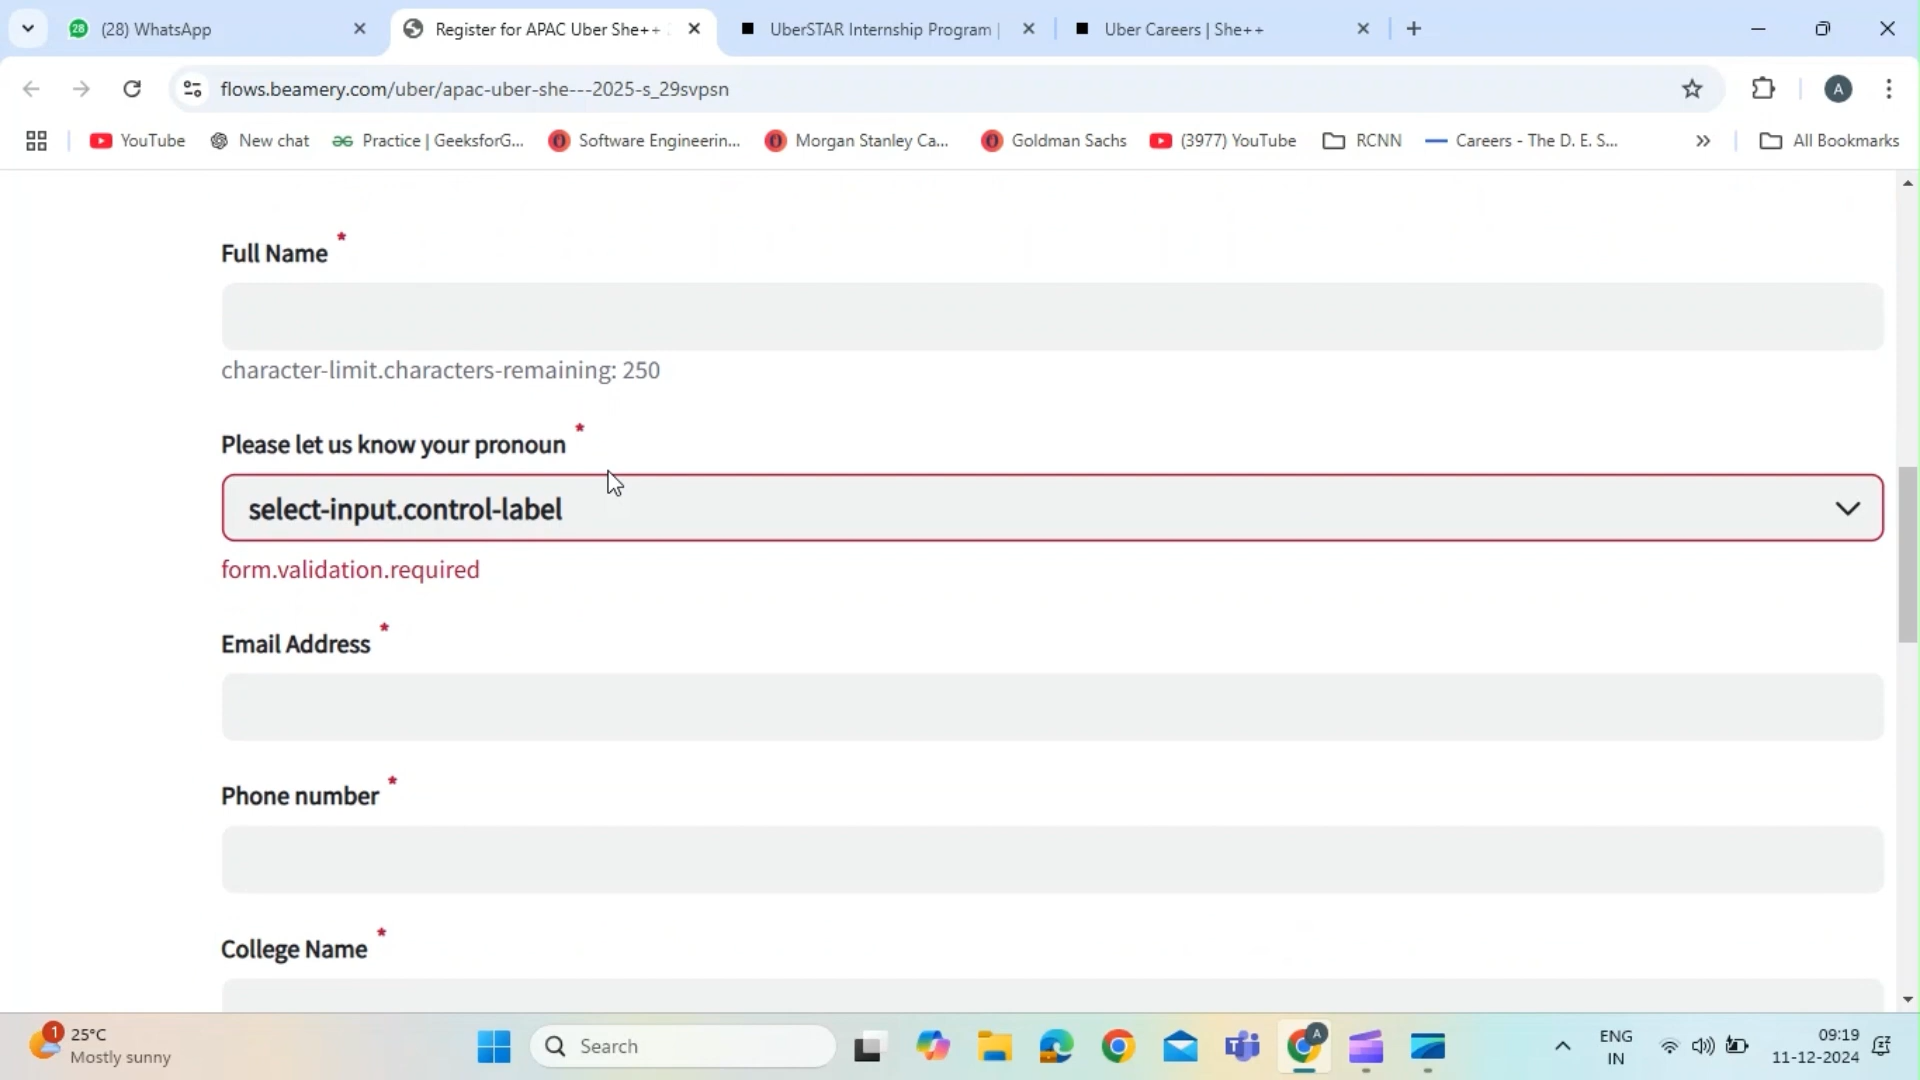 (28) WhatsApp
Register for APAC Uber She++
UberSTAR Internship Program |
Uber Careers | She++
flows.beamery.com/uber/apac-uber-she---2025-s_29svpsn
A
YouTube
New chat
Practice | GeeksforG...
Software Engineerin...
Morgan Stanley Ca...
Goldman Sachs
(3977) YouTube
RCNN
Careers - The D. E. S...
All Bookmarks
Full Name *
character-limit.characters-remaining: 250
Please let us know your pronoun *
select-input.control-label
form.validation.required
Email Address *
Phone number *
College Name *
1
25°C
Mostly sunny
Search
A
ENG
IN
09:19
11-12-2024